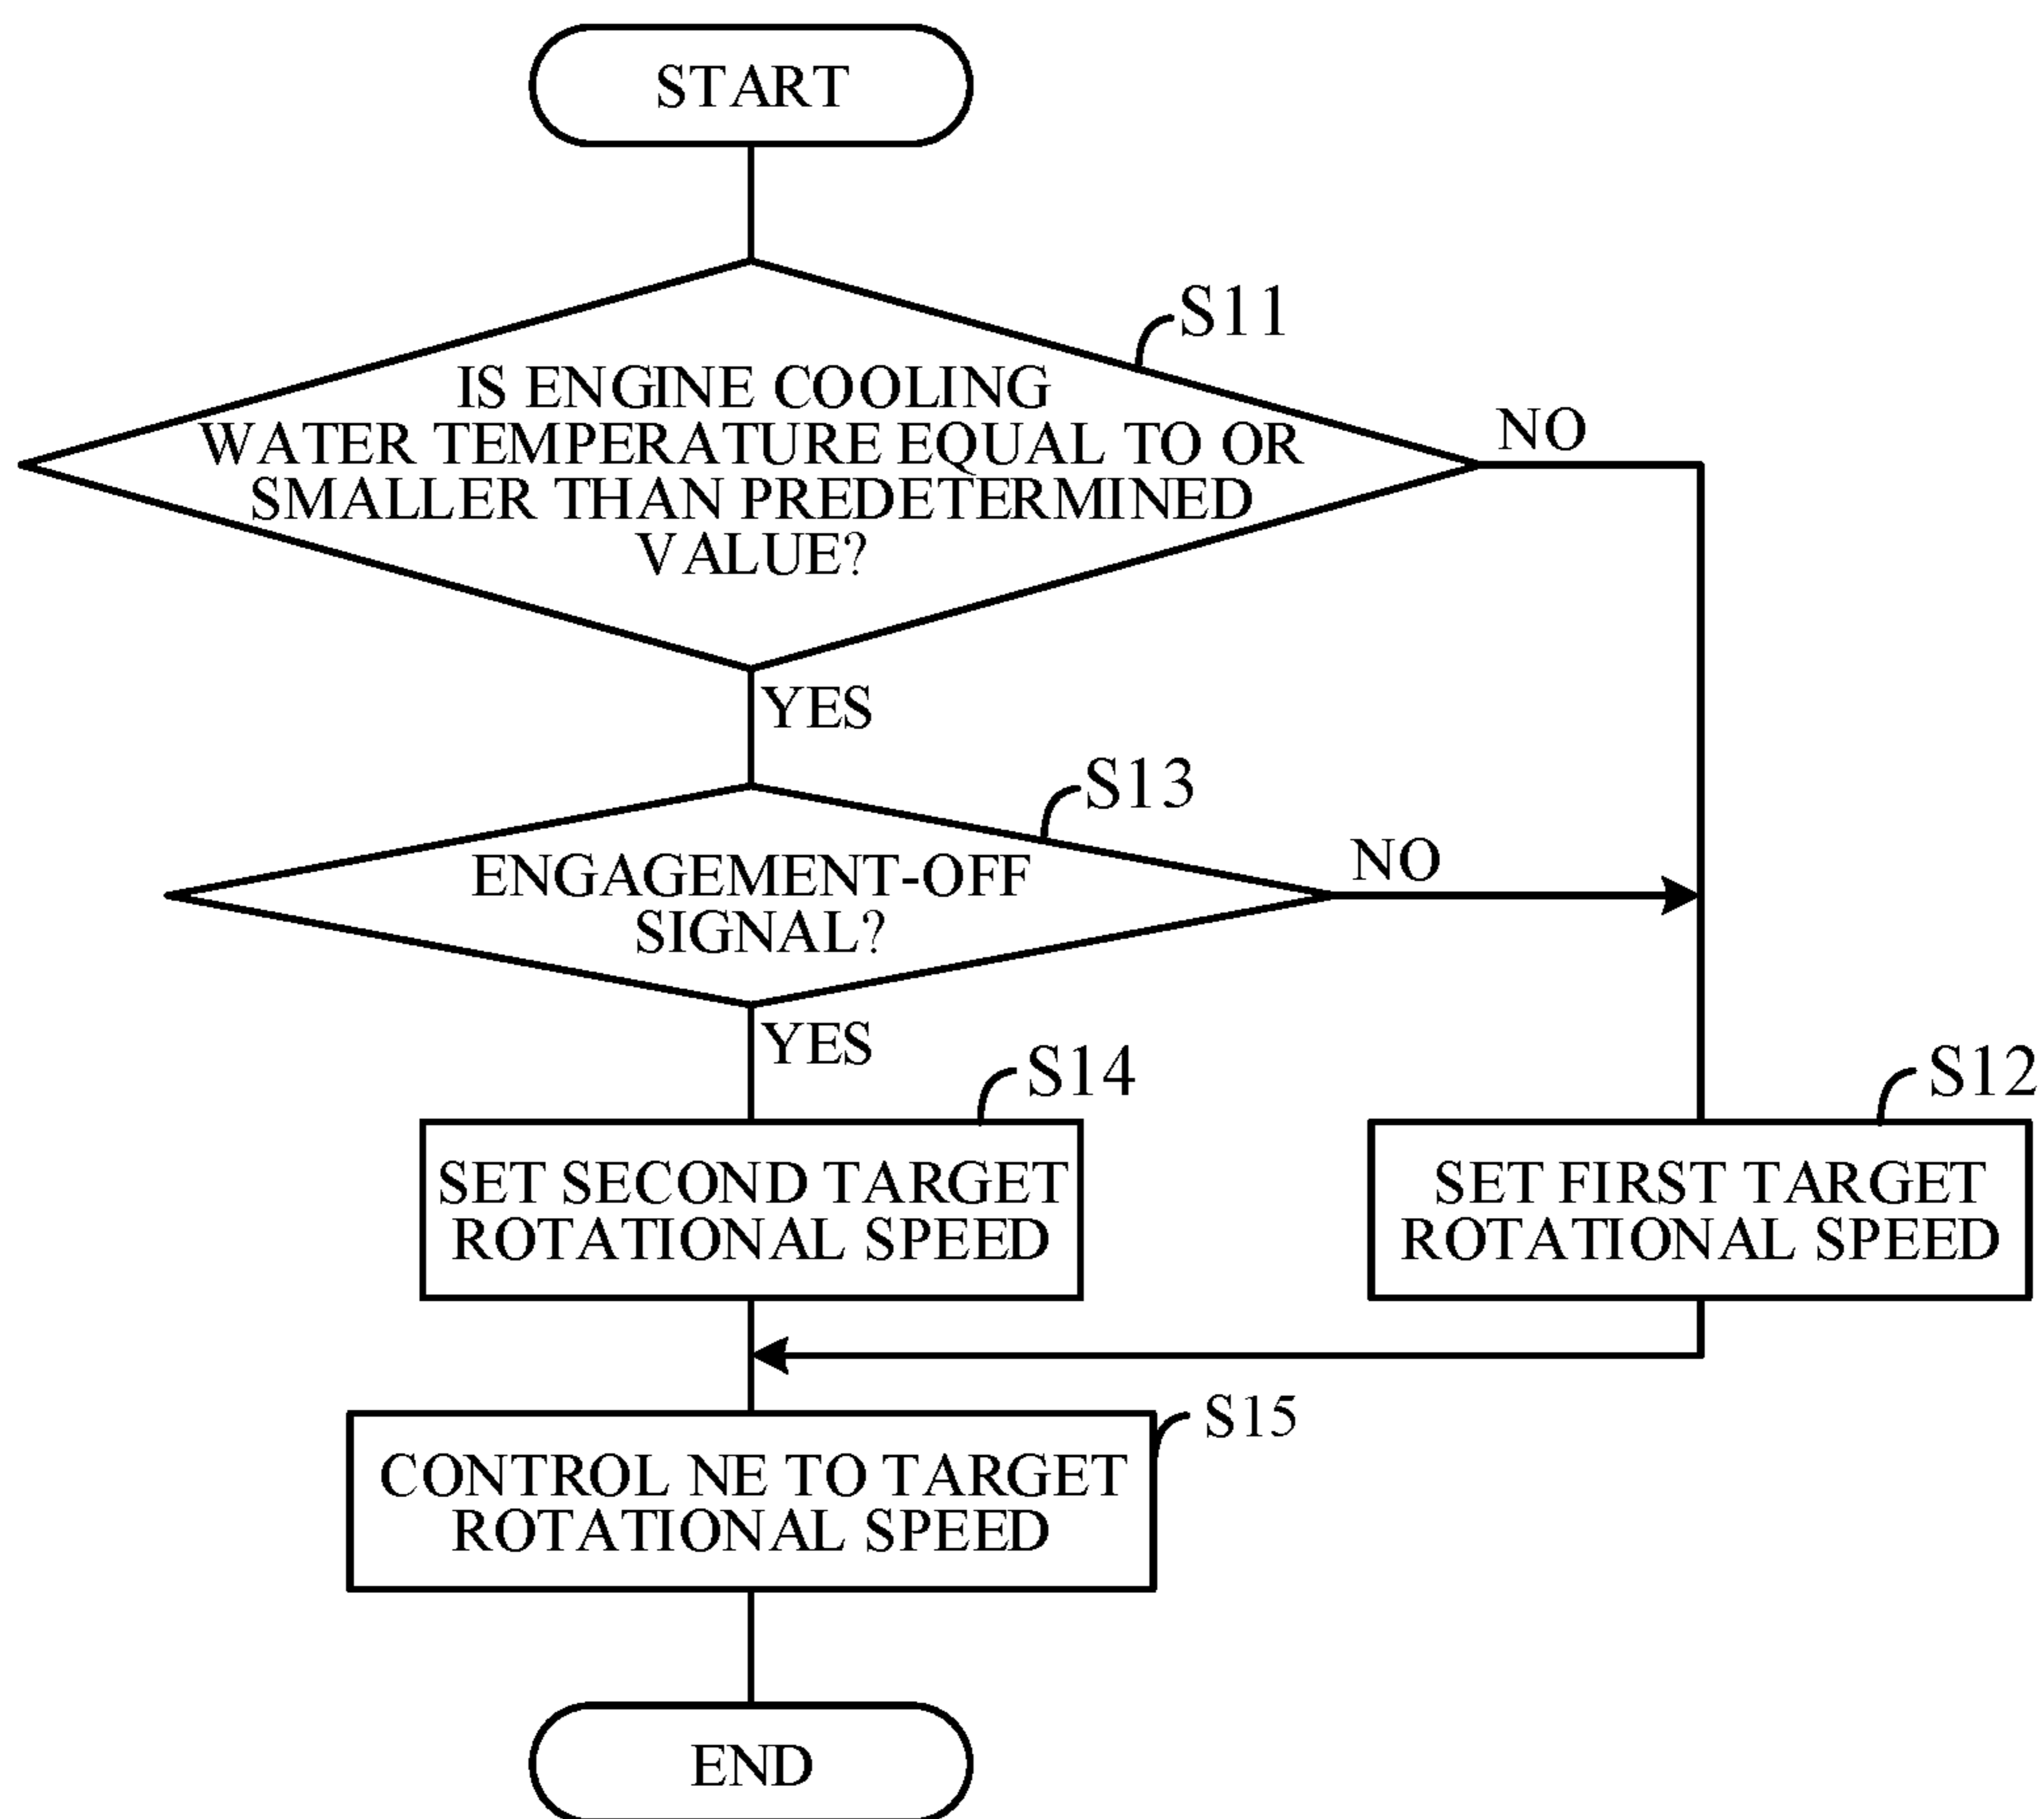 START
S11
IS ENGINE COOLING
WATER TEMPERATURE EQUAL TO OR
SMALLER THAN PREDETERMINED
VALUE?
NO
YES
S13
ENGAGEMENT-OFF
SIGNAL?
NO
YES
S14
SET SECOND TARGET
ROTATIONAL SPEED
S12
SET FIRST TARGET
ROTATIONAL SPEED
S15
CONTROL NE TO TARGET
ROTATIONAL SPEED
END